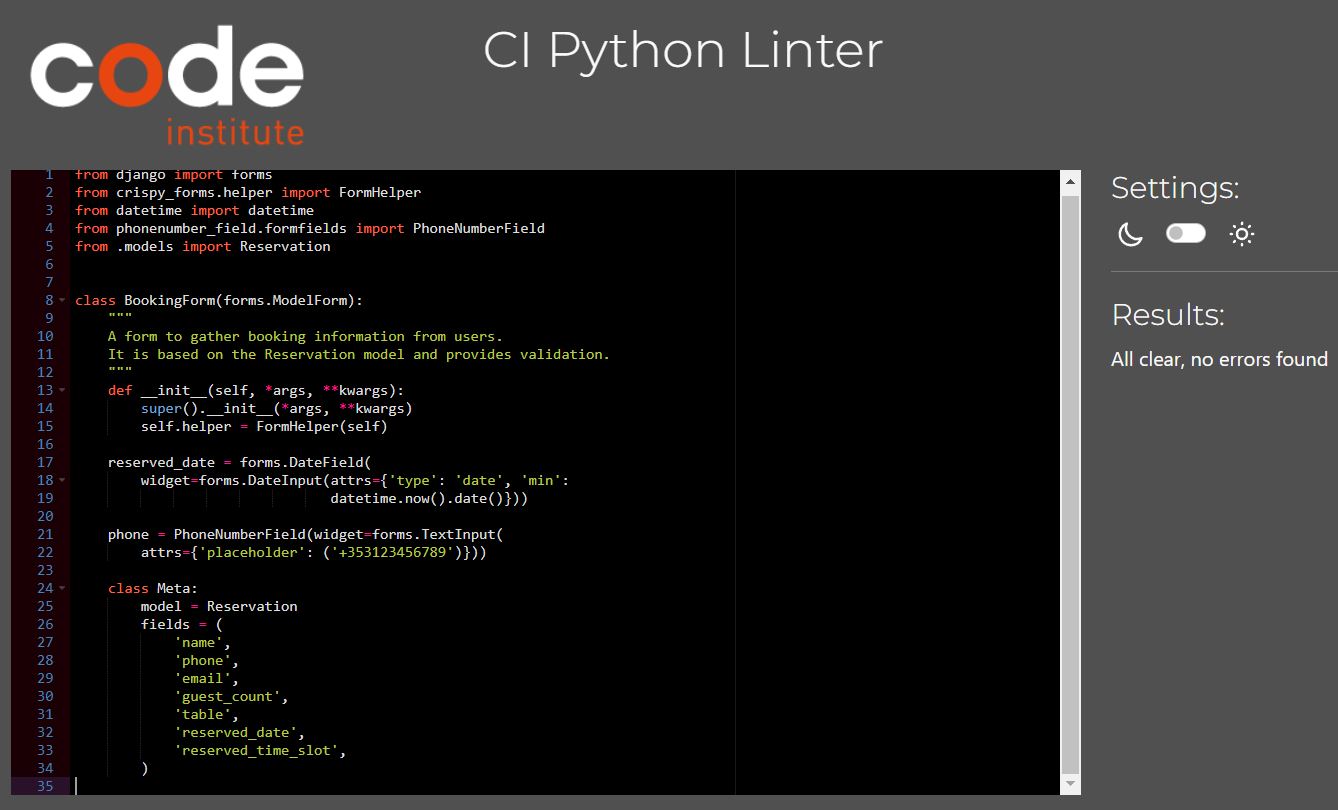 code
institute
CI Python Linter
1 from django import forms
2 from crispy_forms.helper import FormHelper
3 from datetime import datetime
4 from phonenumber_field.formfields import PhoneNumberField
5 from .models import Reservation
6
7
8 class BookingForm(forms.ModelForm):
9     """
10     A form to gather booking information from users.
11     It is based on the Reservation model and provides validation.
12     """
13     def __init__(self, *args, **kwargs):
14         super().__init__(*args, **kwargs)
15         self.helper = FormHelper(self)
16
17     reserved_date = forms.DateField(
18         widget=forms.DateInput(attrs={'type': 'date', 'min':
19                                datetime.now().date()}))
20
21     phone = PhoneNumberField(widget=forms.TextInput(
22         attrs={'placeholder': ('+353123456789')}))
23
24     class Meta:
25         model = Reservation
26         fields = (
27             'name',
28             'phone',
29             'email',
30             'guest_count',
31             'table',
32             'reserved_date',
33             'reserved_time_slot',
34         )
35
Settings:
Results:
All clear, no errors found